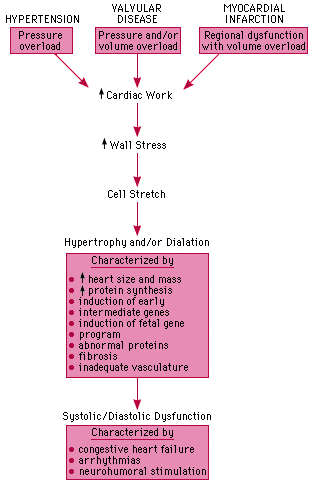 HYPERTENSION
Pressure
overload
VALVULAR
DISEASE
Pressure and/or
volume overload
MYOCARDIAL
INFARCTION
Regional dysfunction
with volume overload
↑ Cardiac Work
↑ Wall Stress
Cell Stretch
Hypertrophy and/or Dialation
Characterized by
● ↑ heart size and mass
● ↑ protein synthesis
● induction of early
● intermediate genes
● induction of fetal gene
● program
● abnormal proteins
● fibrosis
● inadequate vasculature
Systolic/Diastolic Dysfunction
Characterized by
● congestive heart failure
● arrhythmias
● neurohumoral stimulation